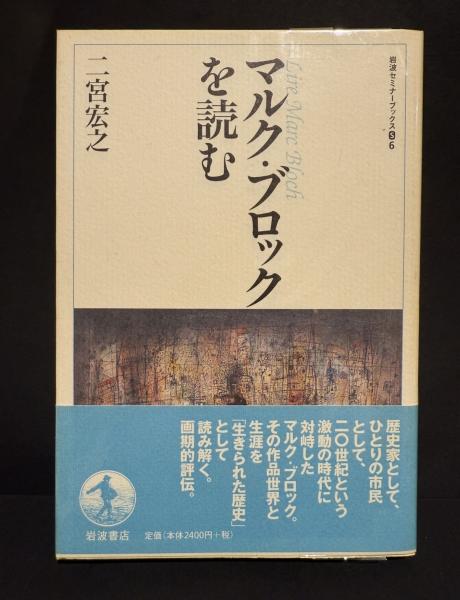 岩波セミナーブックスS6
マルク・ブロック
を読む
Lire Marc Bloch
二宮宏之
歴史家として、
ひとりの市民
として、
二〇世紀という
激動の時代に
対峙した
マルク・ブロック。
その作品世界と
生涯を
「生きられた歴史」
として
読み解く。
画期的評伝。
岩波書店
定価(本体2400円+税)